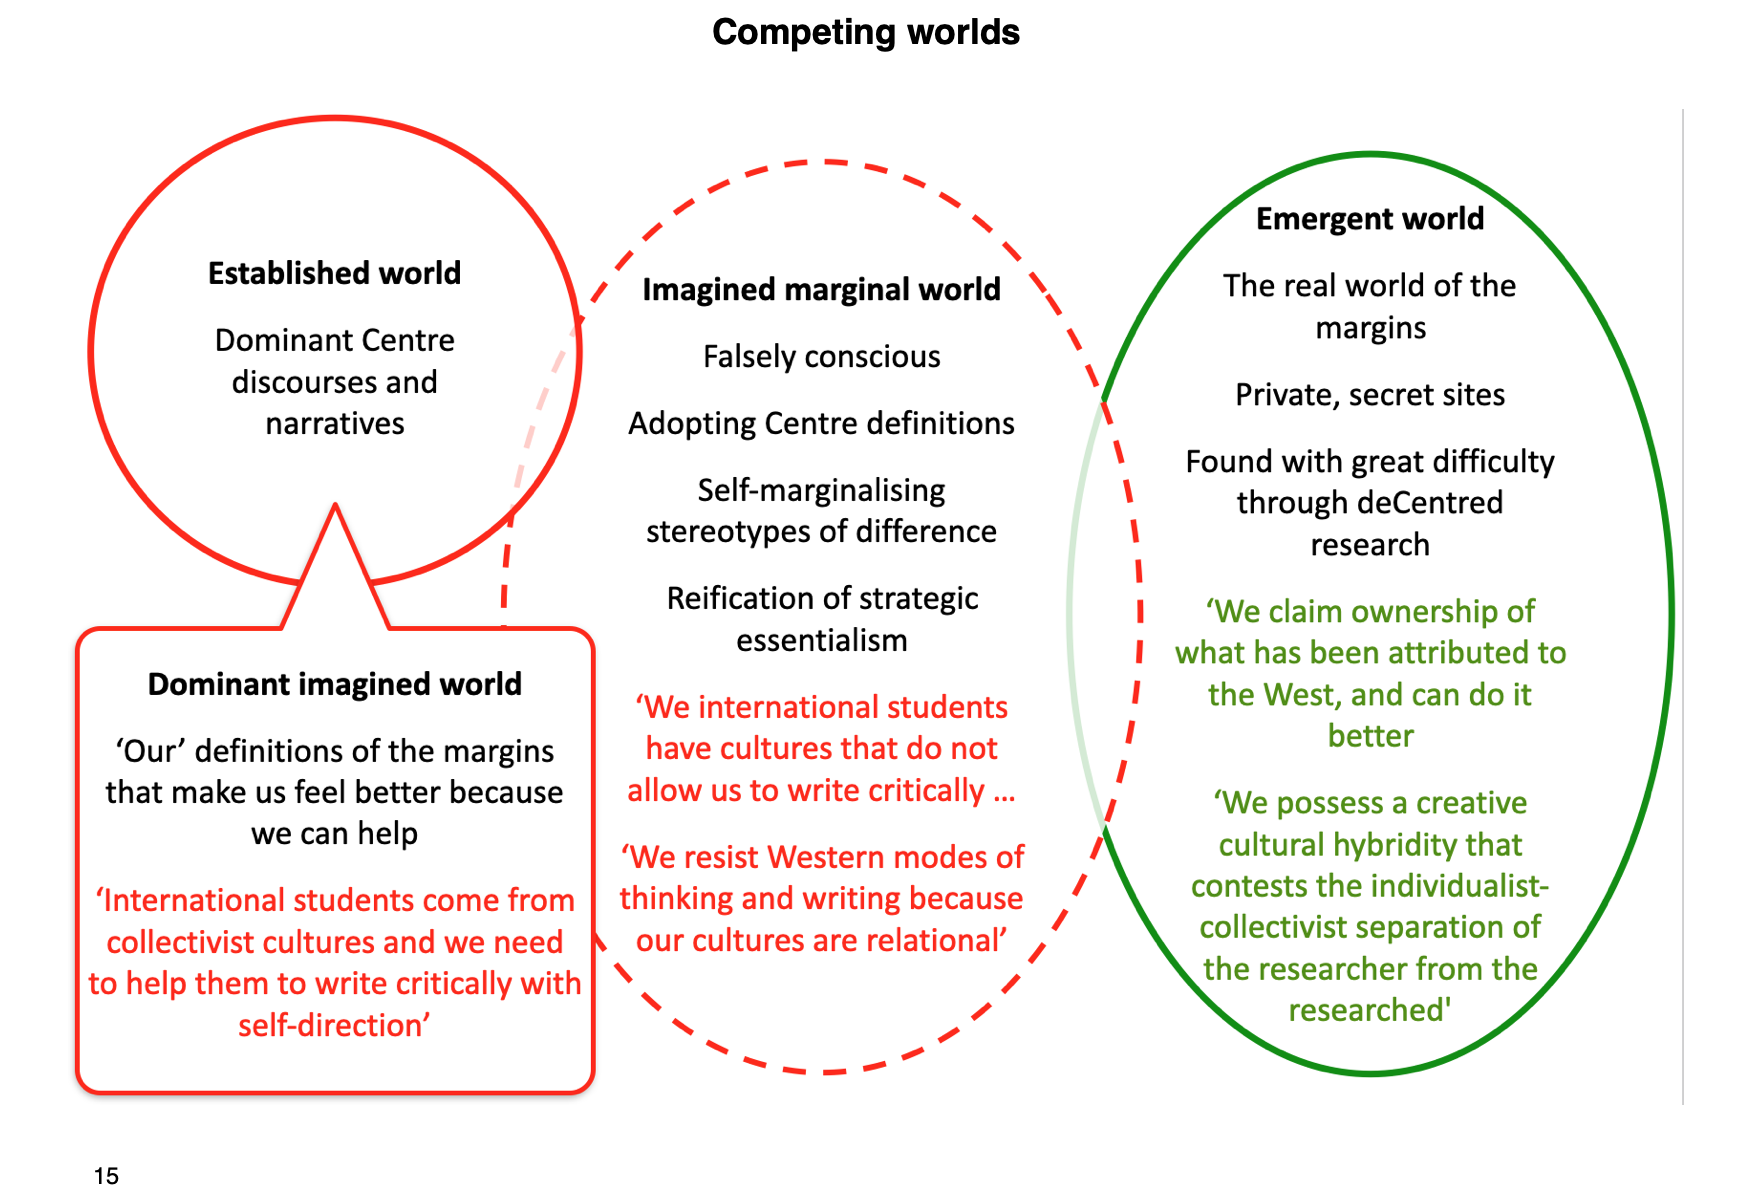 Competing worlds
Established world
Dominant Centre
discourses and
narratives
Dominant imagined world
‘Our’ definitions of the margins
that make us feel better because
we can help
‘International students come from
collectivist cultures and we need
to help them to write critically with
self-direction’
Imagined marginal world
Falsely conscious
Adopting Centre definitions
Self-marginalising
stereotypes of difference
Reification of strategic
essentialism
‘We international students
have cultures that do not
allow us to write critically ...
‘We resist Western modes of
thinking and writing because
our cultures are relational’
Emergent world
The real world of the
margins
Private, secret sites
Found with great difficulty
through deCentred
research
‘We claim ownership of
what has been attributed to
the West, and can do it
better
‘We possess a creative
cultural hybridity that
contests the individualist-
collectivist separation of
the researcher from the
researched'
15